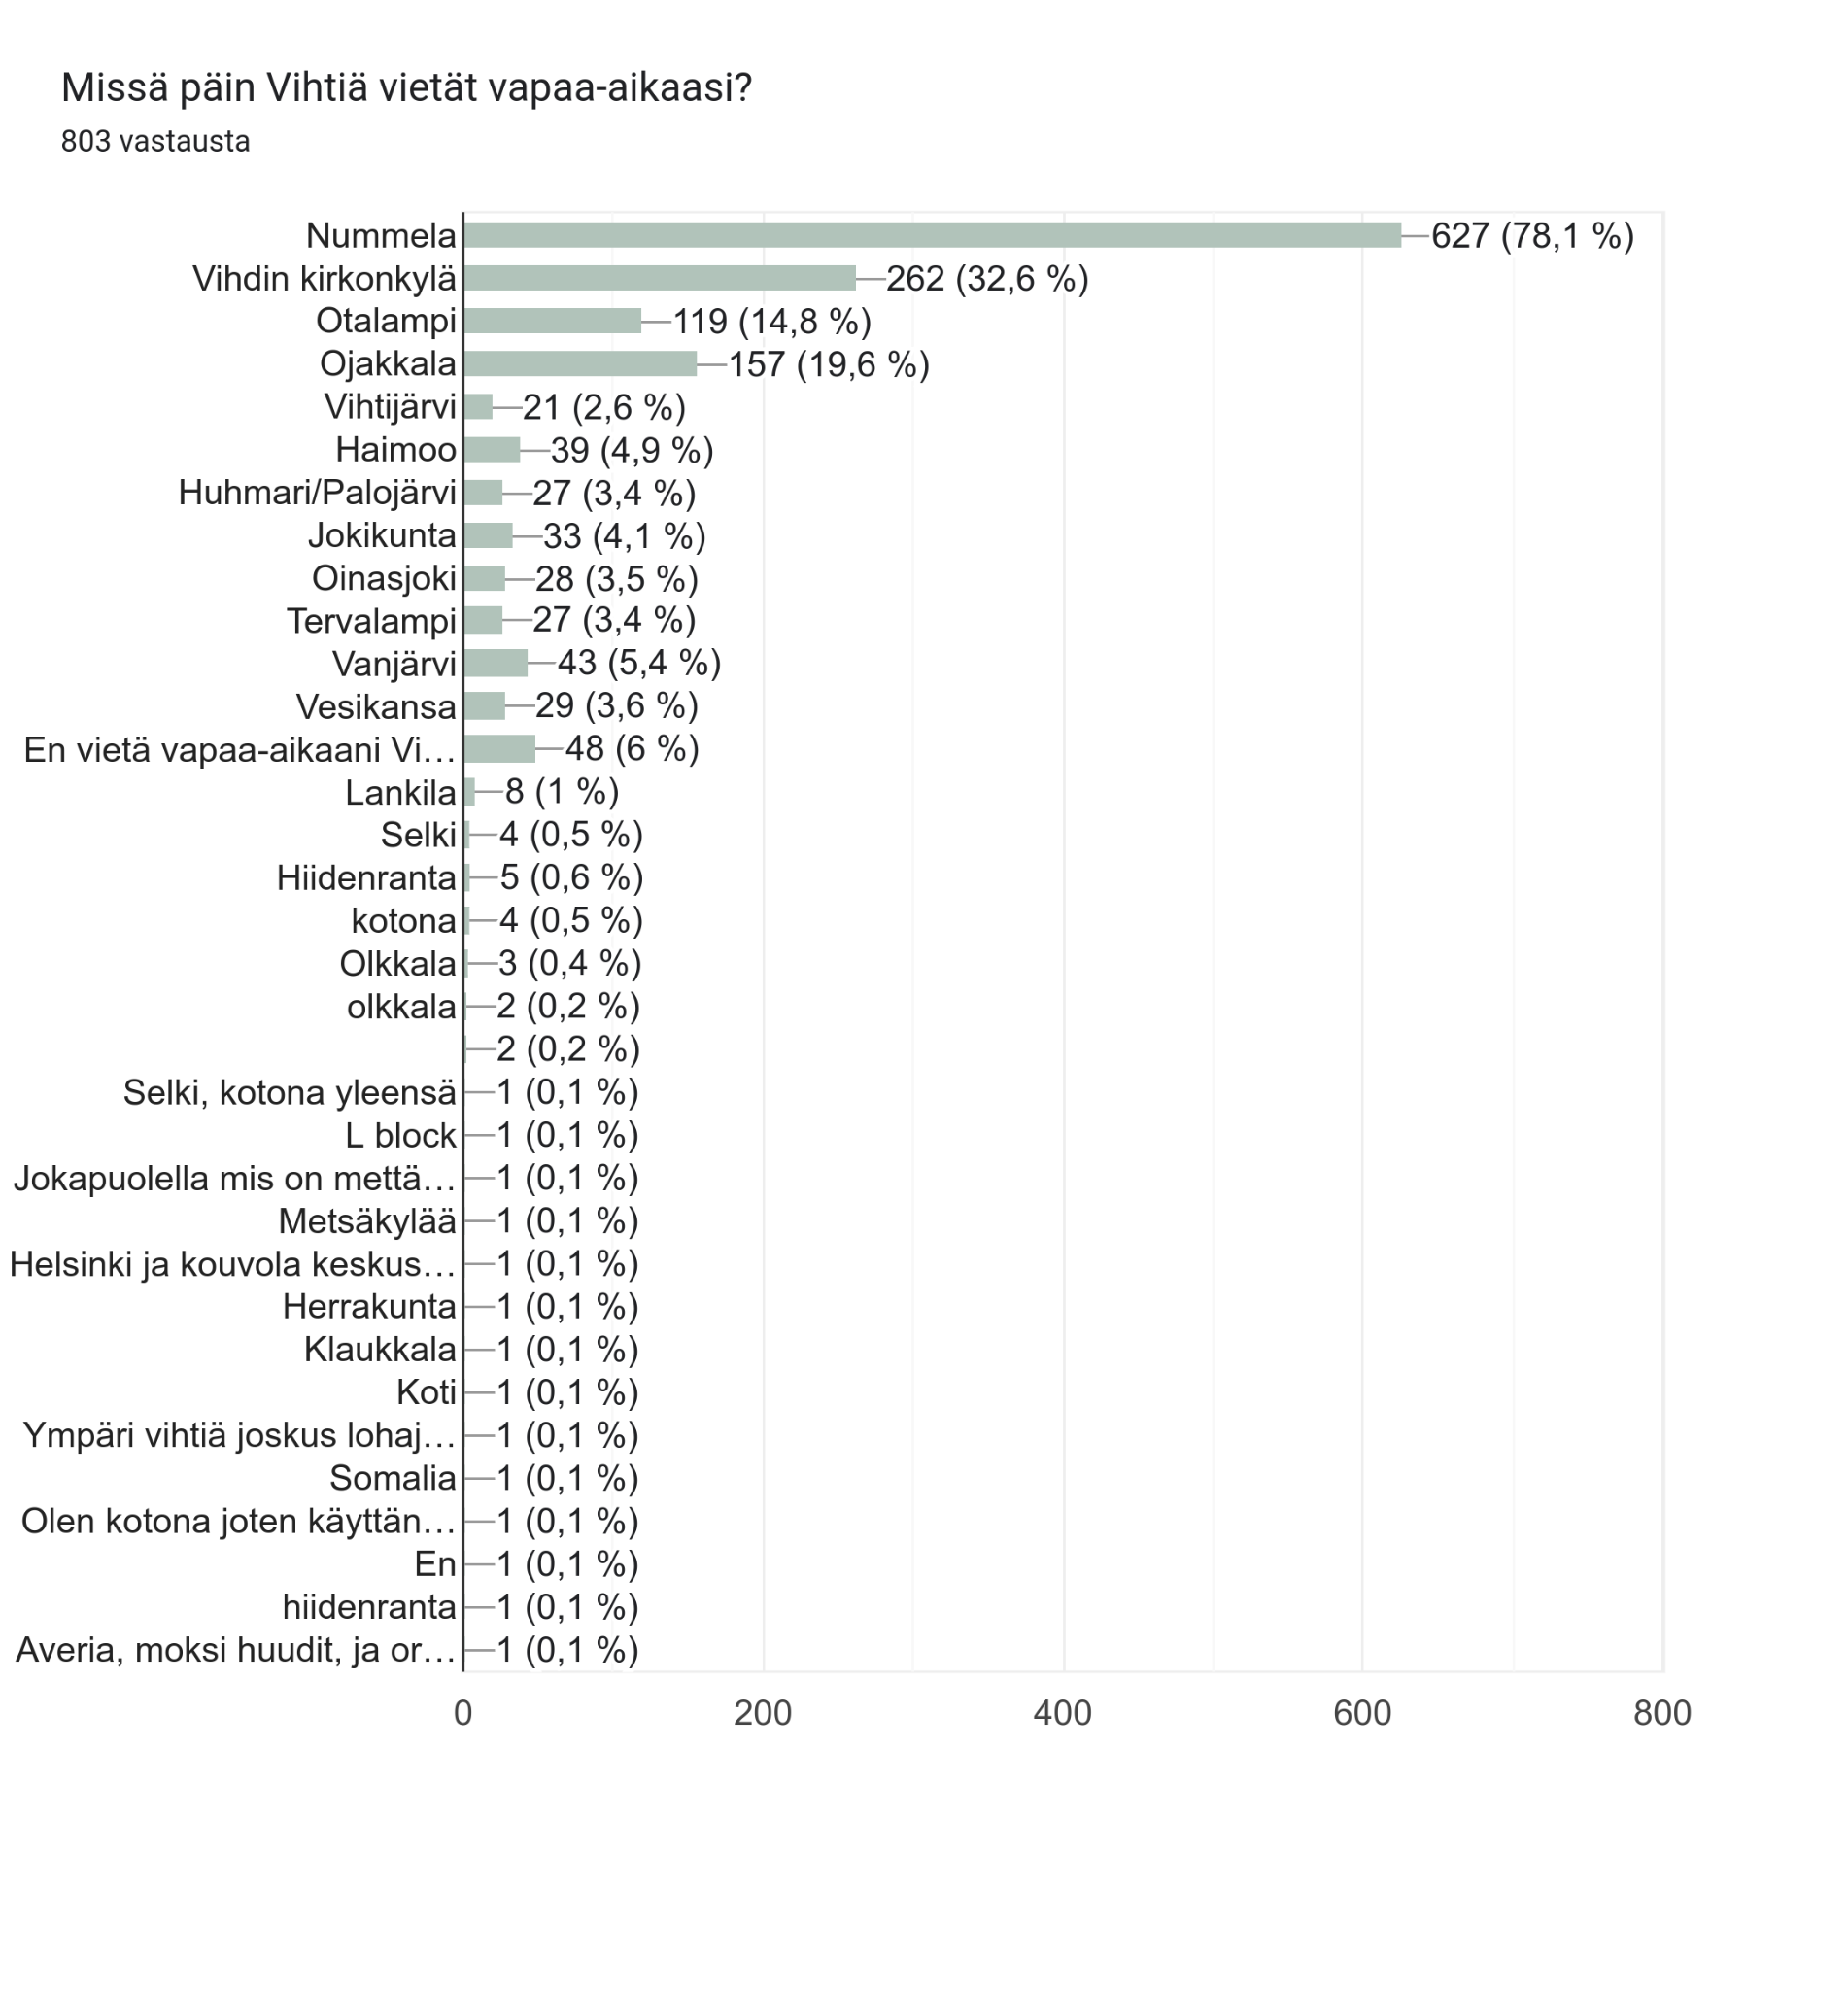 Missä päin Vihtiä vietät vapaa-aikaasi?
803 vastausta
Nummela 627 (78,1 %)
Vihdin kirkonkylä 262 (32,6 %)
Otalampi 119 (14,8 %)
Ojakkala 157 (19,6 %)
Vihtijärvi 21 (2,6 %)
Haimoo 39 (4,9 %)
Huhmari/Palojärvi 27 (3,4 %)
Jokikunta 33 (4,1 %)
Oinasjoki 28 (3,5 %)
Tervalampi 27 (3,4 %)
Vanjärvi 43 (5,4 %)
Vesikansa 29 (3,6 %)
En vietä vapaa-aikaani Vi… 48 (6 %)
Lankila 8 (1 %)
Selki 4 (0,5 %)
Hiidenranta 5 (0,6 %)
kotona 4 (0,5 %)
Olkkala 3 (0,4 %)
olkkala 2 (0,2 %)
2 (0,2 %)
Selki, kotona yleensä 1 (0,1 %)
L block 1 (0,1 %)
Jokapuolella mis on mettä… 1 (0,1 %)
Metsäkylää 1 (0,1 %)
Helsinki ja kouvola keskus… 1 (0,1 %)
Herrakunta 1 (0,1 %)
Klaukkala 1 (0,1 %)
Koti 1 (0,1 %)
Ympäri vihtiä joskus lohaj… 1 (0,1 %)
Somalia 1 (0,1 %)
Olen kotona joten käyttän… 1 (0,1 %)
En 1 (0,1 %)
hiidenranta 1 (0,1 %)
Averia, moksi huudit, ja or… 1 (0,1 %)
0 200 400 600 800